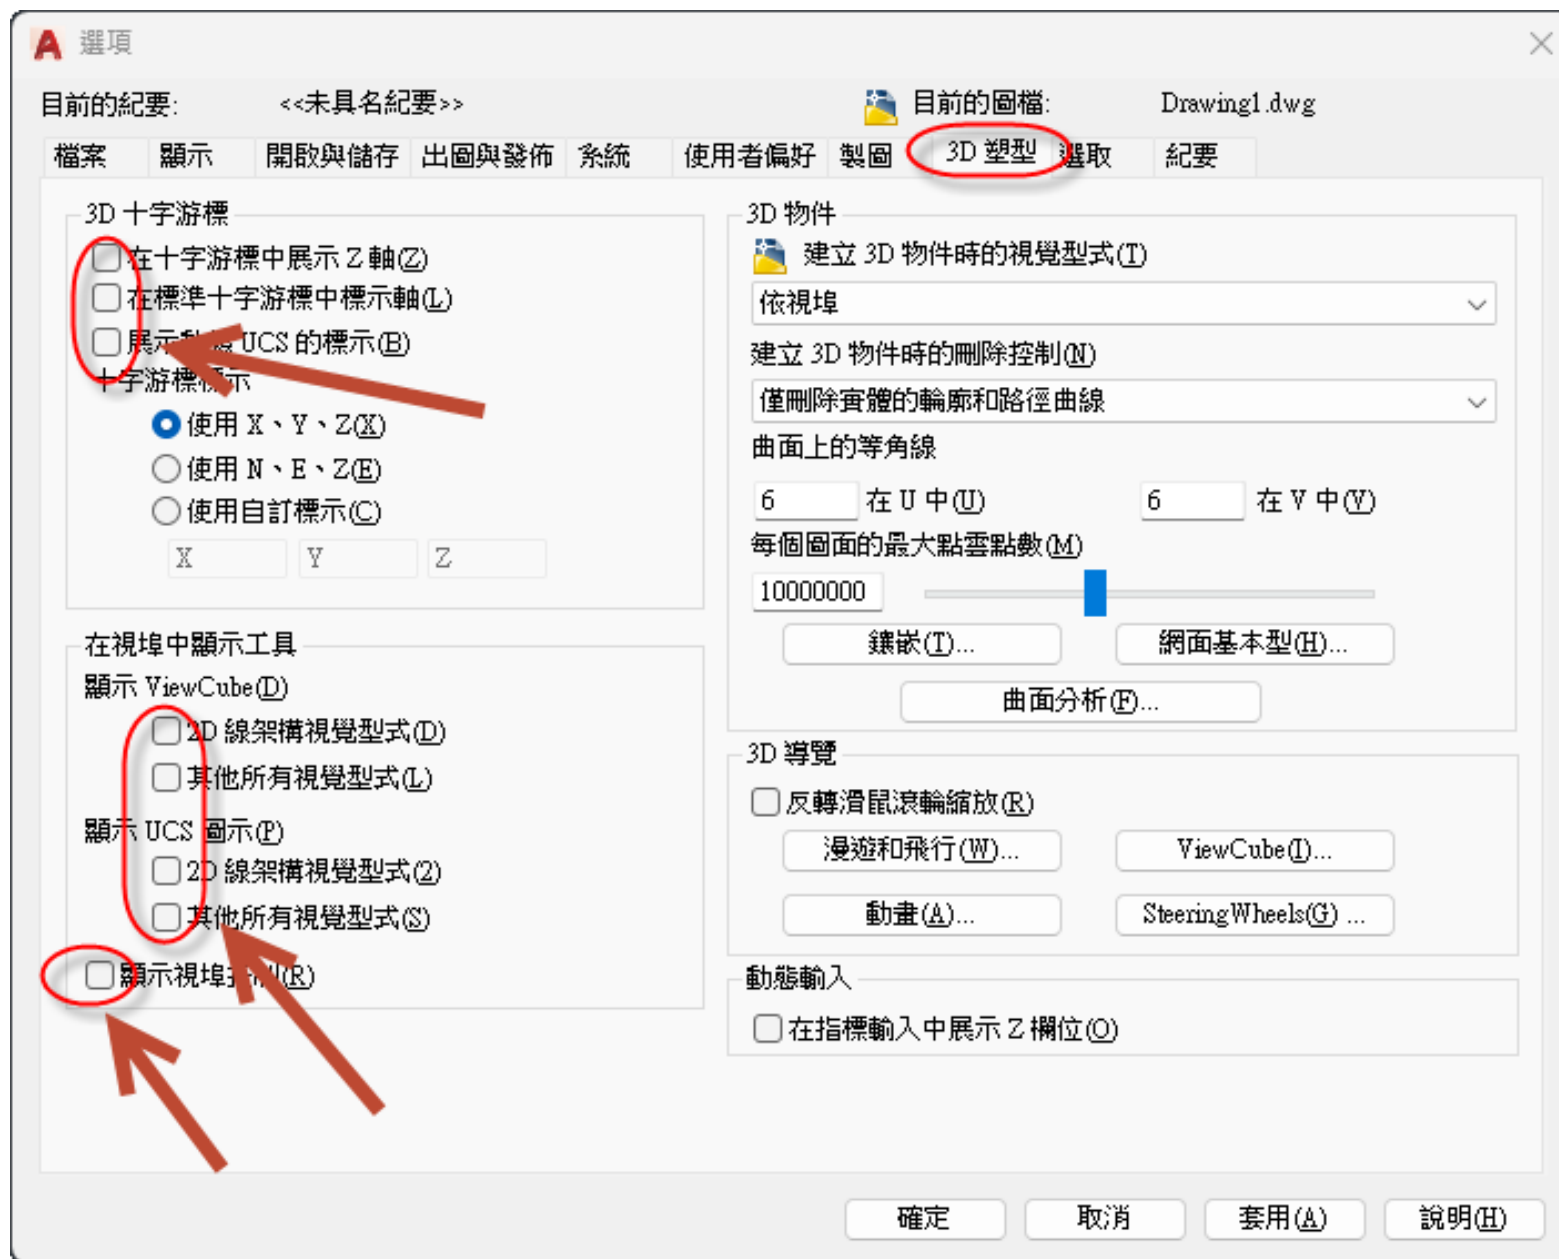 選項
目前的紀要: <<未具名紀要>> 目前的圖檔: Drawing1.dwg
檔案 顯示 開啟與儲存 出圖與發佈 系統 使用者偏好 製圖 3D 塑型 選取 紀要
3D 十字游標
在十字游標中展示 Z 軸(Z)
在標準十字游標中標示軸(L)
展示 UCS 的標示(B)
十字游標標示
使用 X、Y、Z(X)
使用 N、E、Z(E)
使用自訂標示(C)
X Y Z
在視埠中顯示工具
顯示 ViewCube(D)
2D 線架構視覺型式(D)
其他所有視覺型式(L)
顯示 UCS 圖示(P)
2D 線架構視覺型式(2)
其他所有視覺型式(S)
顯示視埠(R)
3D 物件
建立 3D 物件時的視覺型式(T)
依視埠
建立 3D 物件時的刪除控制(N)
僅刪除實體的輪廓和路徑曲線
曲面上的等角線
6 在 U 中(U) 6 在 V 中(V)
每個圖面的最大點雲點數(M)
10000000
鑲嵌(T)... 網面基本型(H)...
曲面分析(F)...
3D 導覽
反轉滑鼠滾輪縮放(R)
漫遊和飛行(W)... ViewCube(I)...
動畫(A)... SteeringWheels(G) ...
動態輸入
在指標輸入中展示 Z 欄位(O)
確定 取消 套用(A) 說明(H)